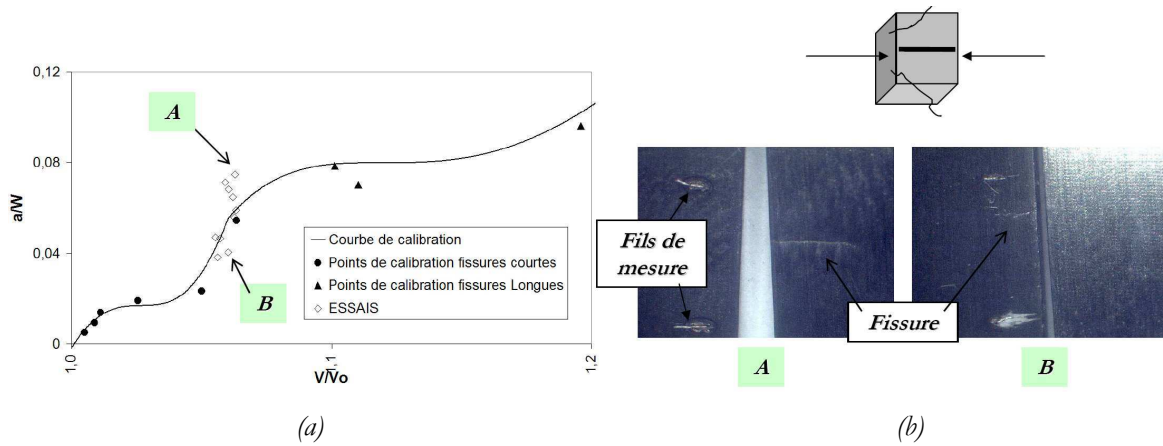 0,12
0,08
0,04
0
a/W
A
B
Courbe de calibration
Points de calibration fissures courtes
Points de calibration fissures Longues
ESSAIS
1,0
1,1
1,2
V/Vo
(a)
Fils de
mesure
Fissure
A
B
(b)